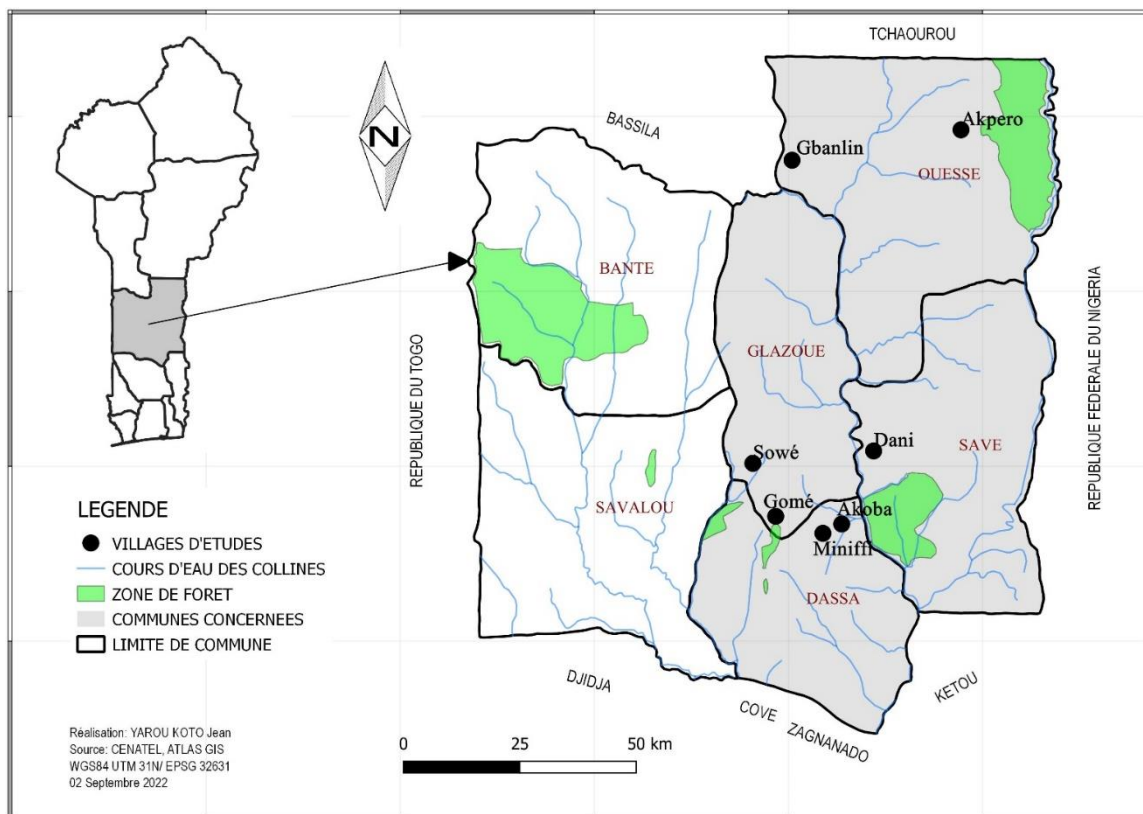 TCHAOUROU
BASSILA
N
Akpero
Gbanlin
OUESSE
BANTE
GLAZOUE
REPUBLIQUE DU TOGO
REPUBLIQUE FEDERALE DU NIGERIA
Dani
SAVE
Sowé
SAVALOU
Gomé
Akoba
Miniffi
DASSA
LEGENDE
VILLAGES D'ETUDES
COURS D'EAU DES COLLINES
ZONE DE FORET
COMMUNES CONCERNEES
LIMITE DE COMMUNE
DJIDJA
COVE
ZAGNANADO
KETOU
Réalisation: YAROU KOTO Jean
Source: CENATEL, ATLAS GIS
WGS84 UTM 31N/ EPSG 32631
02 Septembre 2022
0 25 50 km